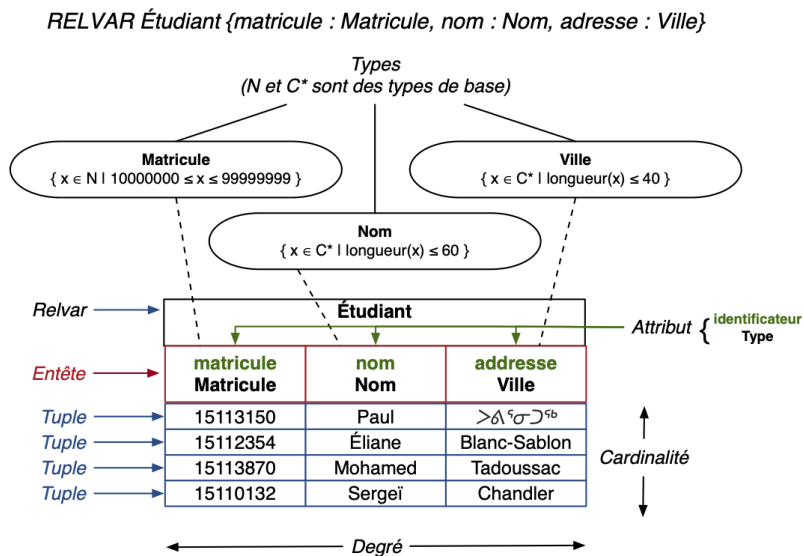 RELVAR Étudiant {matricule : Matricule, nom : Nom, adresse : Ville}
Types
(N et C* sont des types de base)
Matricule
{ x ∈ N | 10000000 ≤ x ≤ 99999999 }
Ville
{ x ∈ C* | longueur(x) ≤ 40 }
Nom
{ x ∈ C* | longueur(x) ≤ 60 }
Relvar
Étudiant
Attribut { identificateur
Type
Entête
matricule nom addresse
Matricule Nom Ville
Tuple 15113150 Paul ᐳᕕᕐᓂᑐᖅ
Tuple 15112354 Éliane Blanc-Sablon
Tuple 15113870 Mohamed Tadoussac
Tuple 15110132 Sergeï Chandler
Cardinalité
Degré